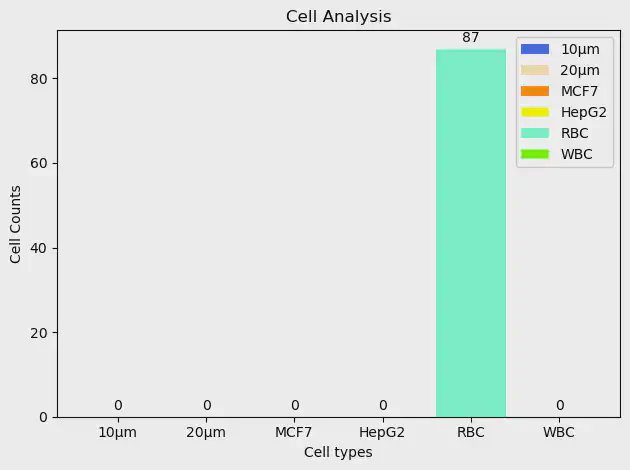 Cell Analysis
87
10μm
20μm
MCF7
HepG2
RBC
WBC
Cell Counts
80
60
40
20
0
0 0 0 0 0
10μm 20μm MCF7 HepG2 RBC WBC
Cell types